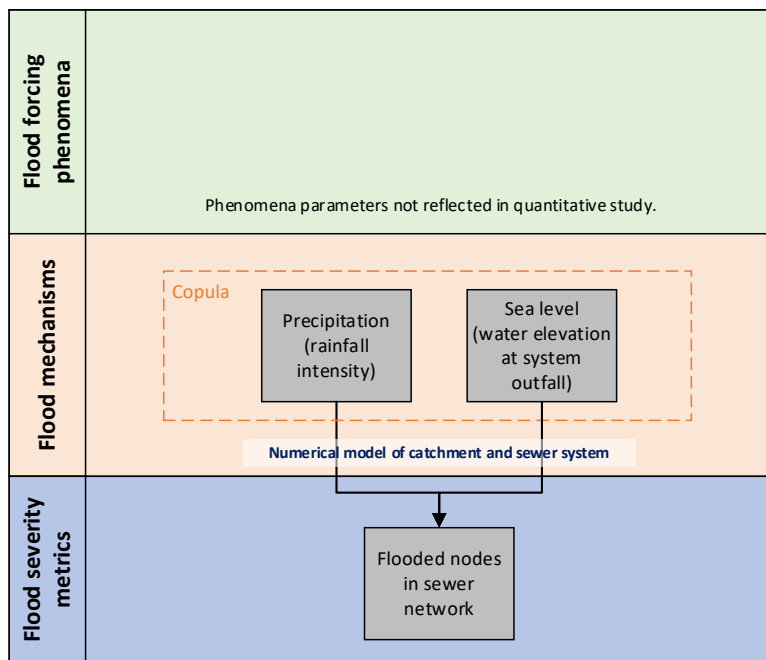 Flood forcing
phenomena
Phenomena parameters not reflected in quantitative study.
Flood mechanisms
Copula
Precipitation
(rainfall
intensity)
Sea level
(water elevation
at system
outfall)
Numerical model of catchment and sewer system
Flood severity
metrics
Flooded nodes
in sewer
network